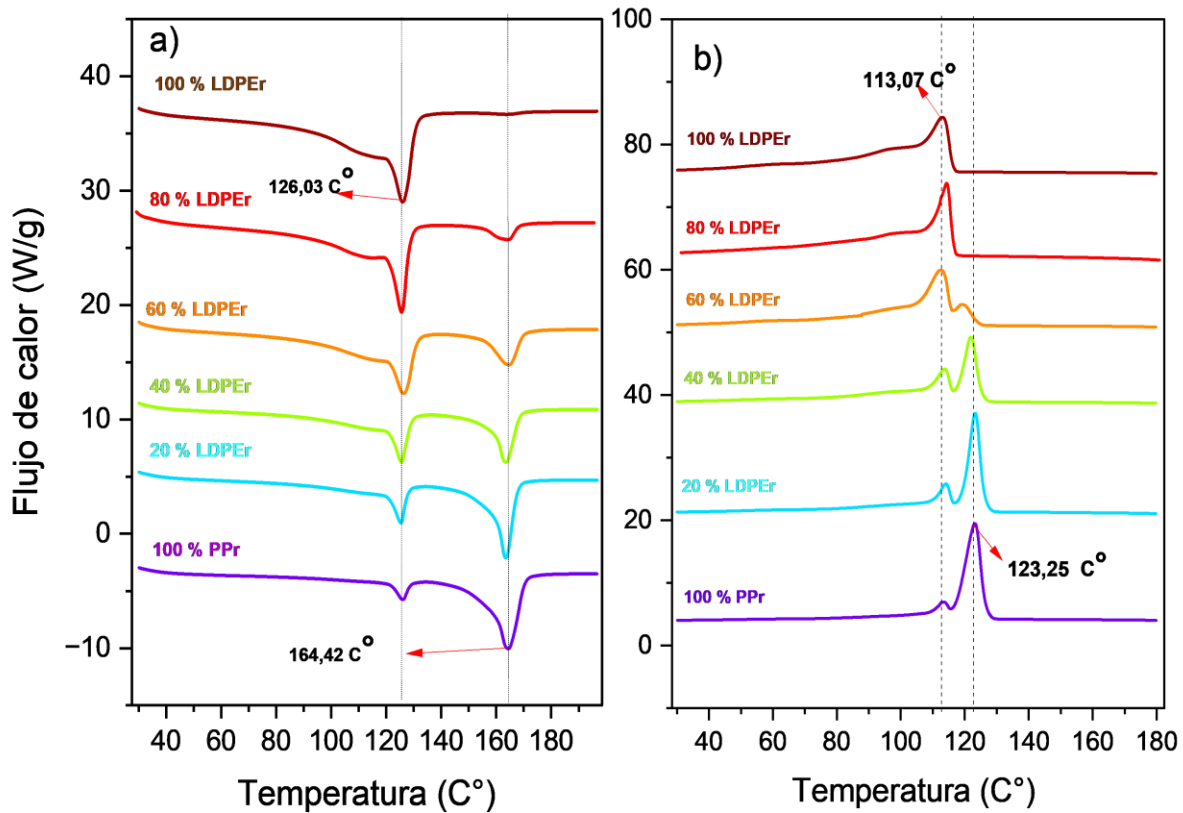 a)
Flujo de calor (W/g)
40
30
20
10
0
−10
100 % LDPEr
126,03 C°
80 % LDPEr
60 % LDPEr
40 % LDPEr
20 % LDPEr
100 % PPr
164,42 C°
40 60 80 100 120 140 160 180
Temperatura (C°)
b)
100
80
60
40
20
0
113,07 C°
100 % LDPEr
80 % LDPEr
60 % LDPEr
40 % LDPEr
20 % LDPEr
123,25 C°
100 % PPr
40 60 80 100 120 140 160 180
Temperatura (C°)